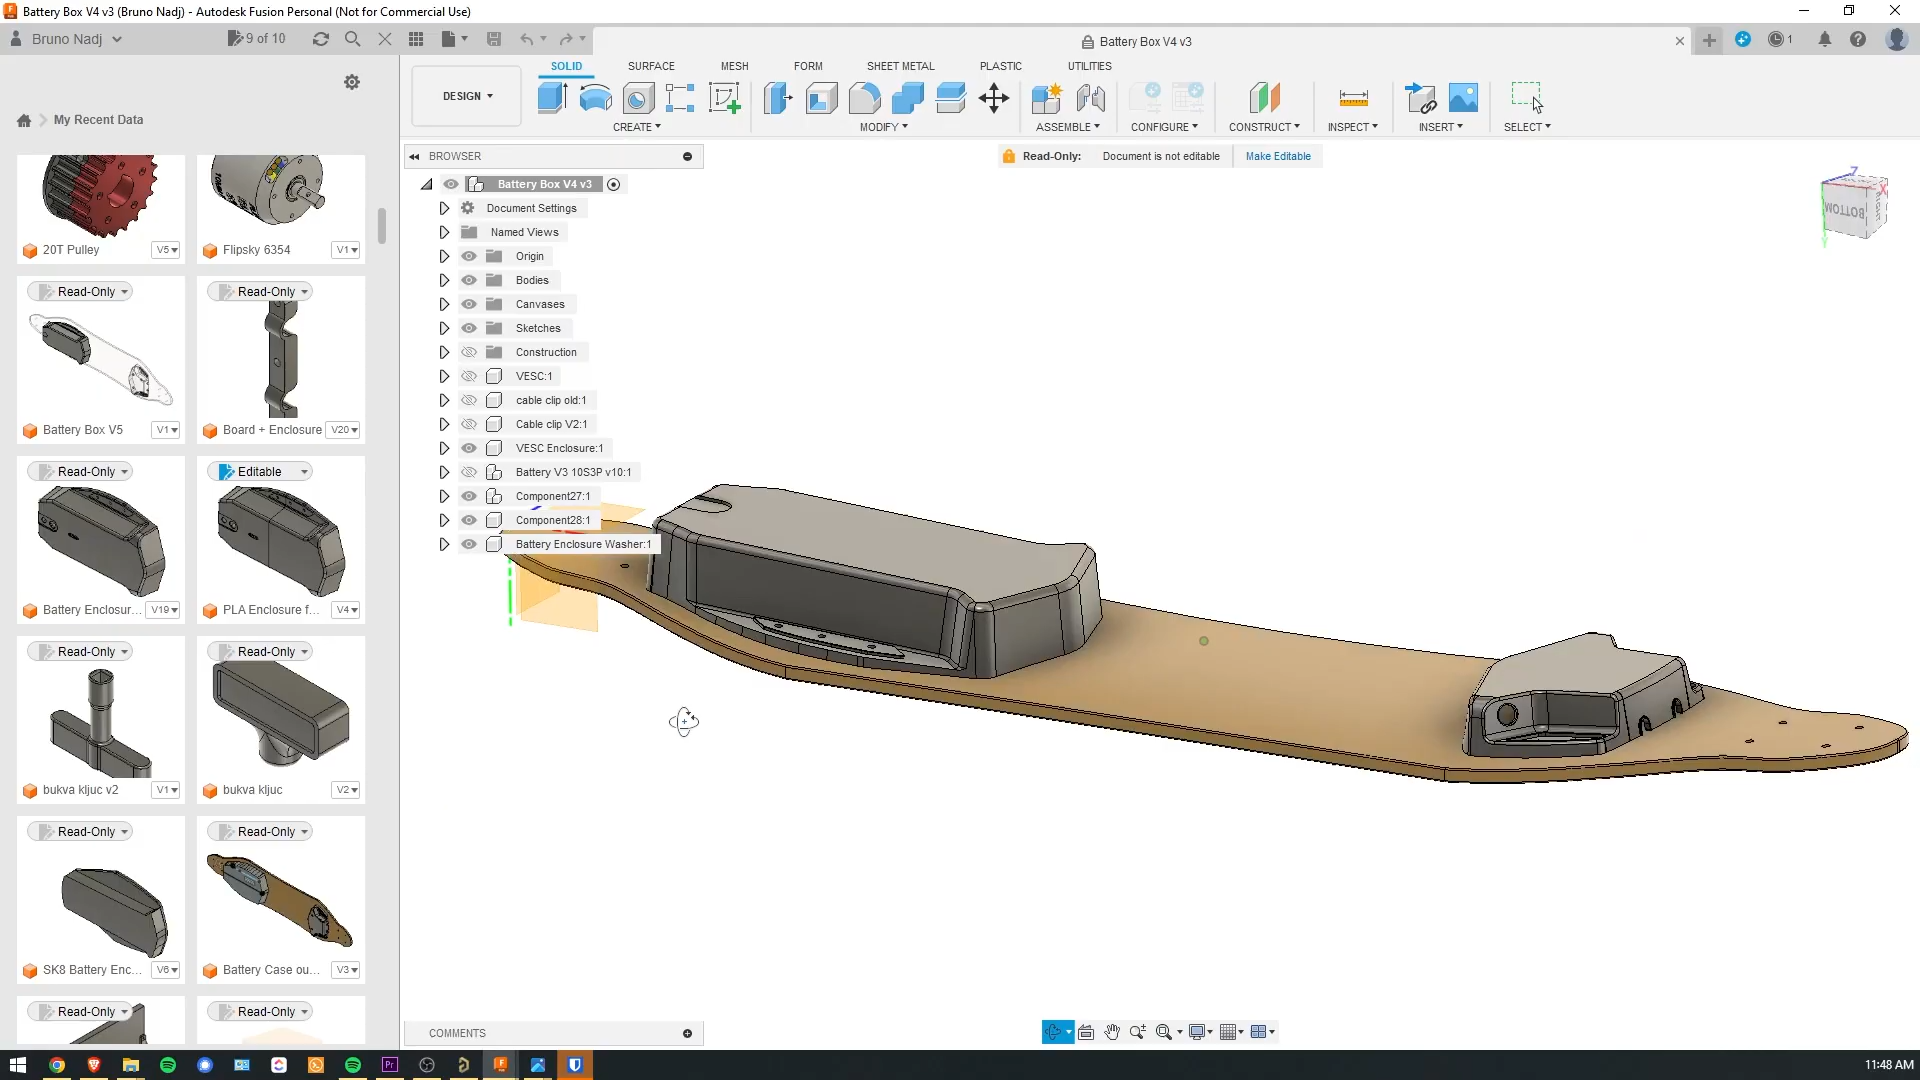 Battery Box V4 v3 (Bruno Nadj) - Autodesk Fusion Personal (Not for Commercial Use)
Bruno Nadj
9 of 10
Battery Box V4 v3
1
My Recent Data
DESIGN
SOLID
SURFACE
MESH
FORM
SHEET METAL
PLASTIC
UTILITIES
CREATE
MODIFY
ASSEMBLE
CONFIGURE
CONSTRUCT
INSPECT
INSERT
SELECT
BROWSER
Read-Only:
Document is not editable
Make Editable
Battery Box V4 v3
Document Settings
Named Views
Origin
Bodies
Canvases
Sketches
Construction
VESC:1
cable clip old:1
Cable clip V2:1
VESC Enclosure:1
Battery V3 10S3P v10:1
Component27:1
Component28:1
Battery Enclosure Washer:1
20T Pulley
V5
Flipsky 6354
V1
Read-Only
Read-Only
Battery Box V5
V1
Board + Enclosure
V20
Read-Only
Editable
Battery Enclosur...
V19
PLA Enclosure f...
V4
Read-Only
Read-Only
bukva kljuc v2
V1
bukva kljuc
V2
Read-Only
Read-Only
SK8 Battery Enc...
V6
Battery Case ou...
V3
Read-Only
Read-Only
Z
X
Y
BOTTOM
COMMENTS
Pr
11:48 AM